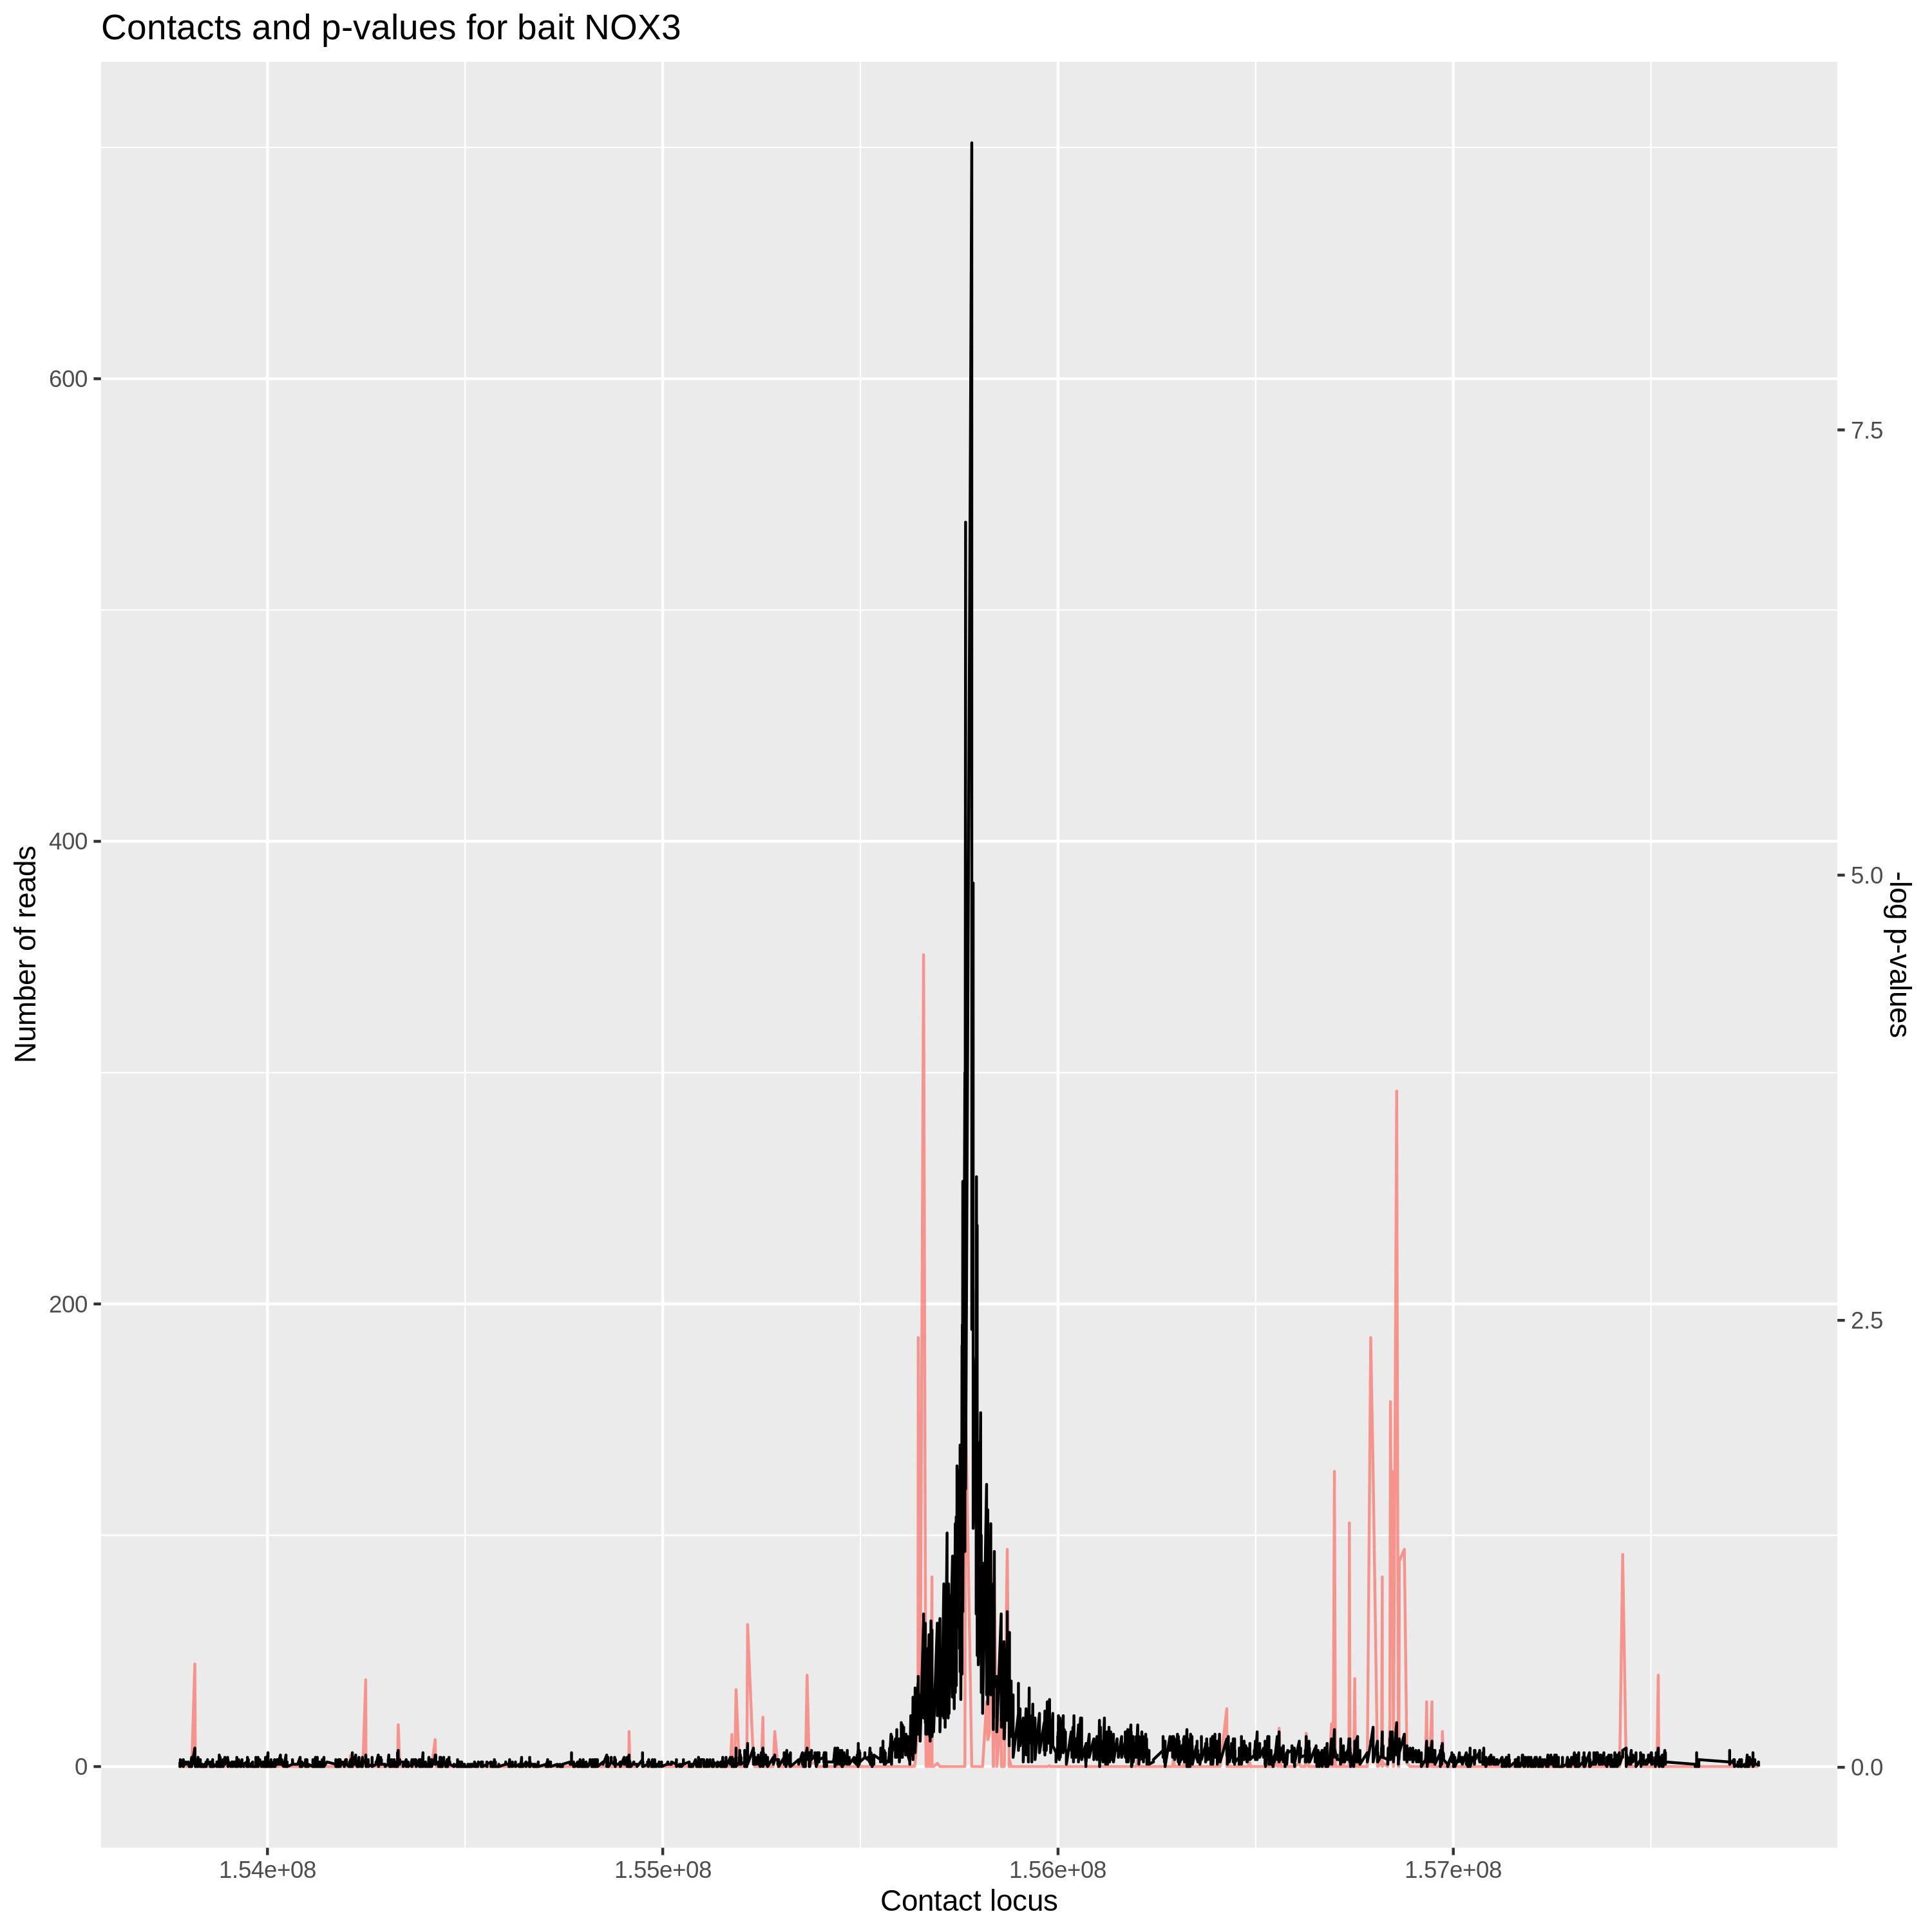 Contacts and p-values for bait NOX3
600
400
200
0
Number of reads
7.5
5.0
2.5
0.0
-log p-values
1.54e+08
1.55e+08
1.56e+08
1.57e+08
Contact locus